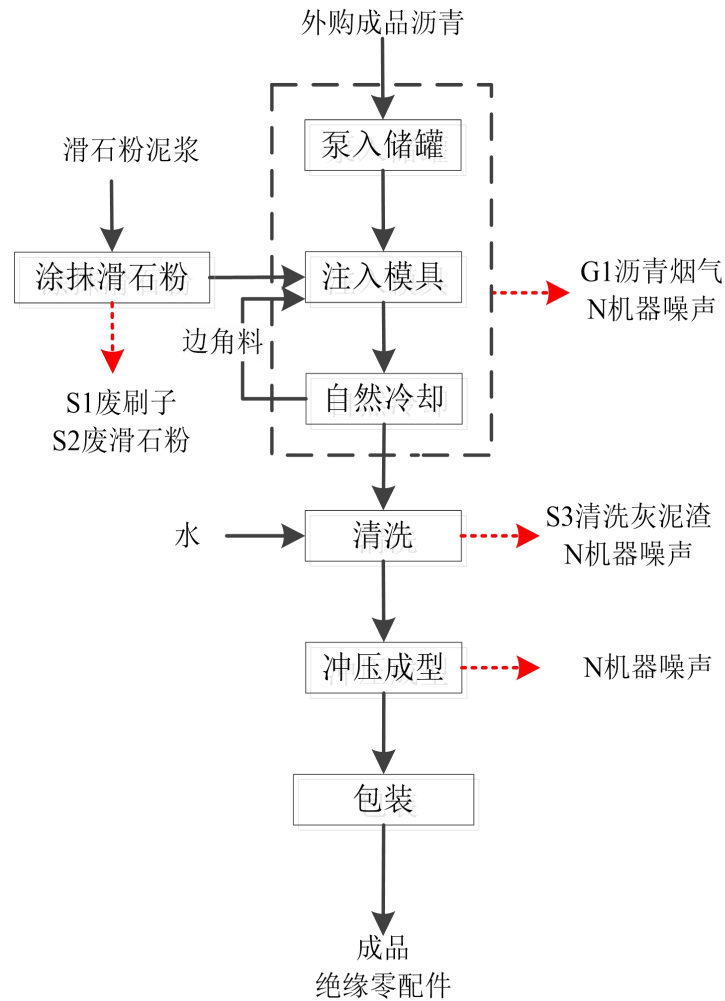 外购成品沥青
泵入储罐
滑石粉泥浆
涂抹滑石粉
注入模具
G1沥青烟气
N机器噪声
边角料
自然冷却
S1废刷子
S2废滑石粉
水
清洗
S3清洗灰泥渣
N机器噪声
冲压成型
N机器噪声
包装
成品
绝缘零配件